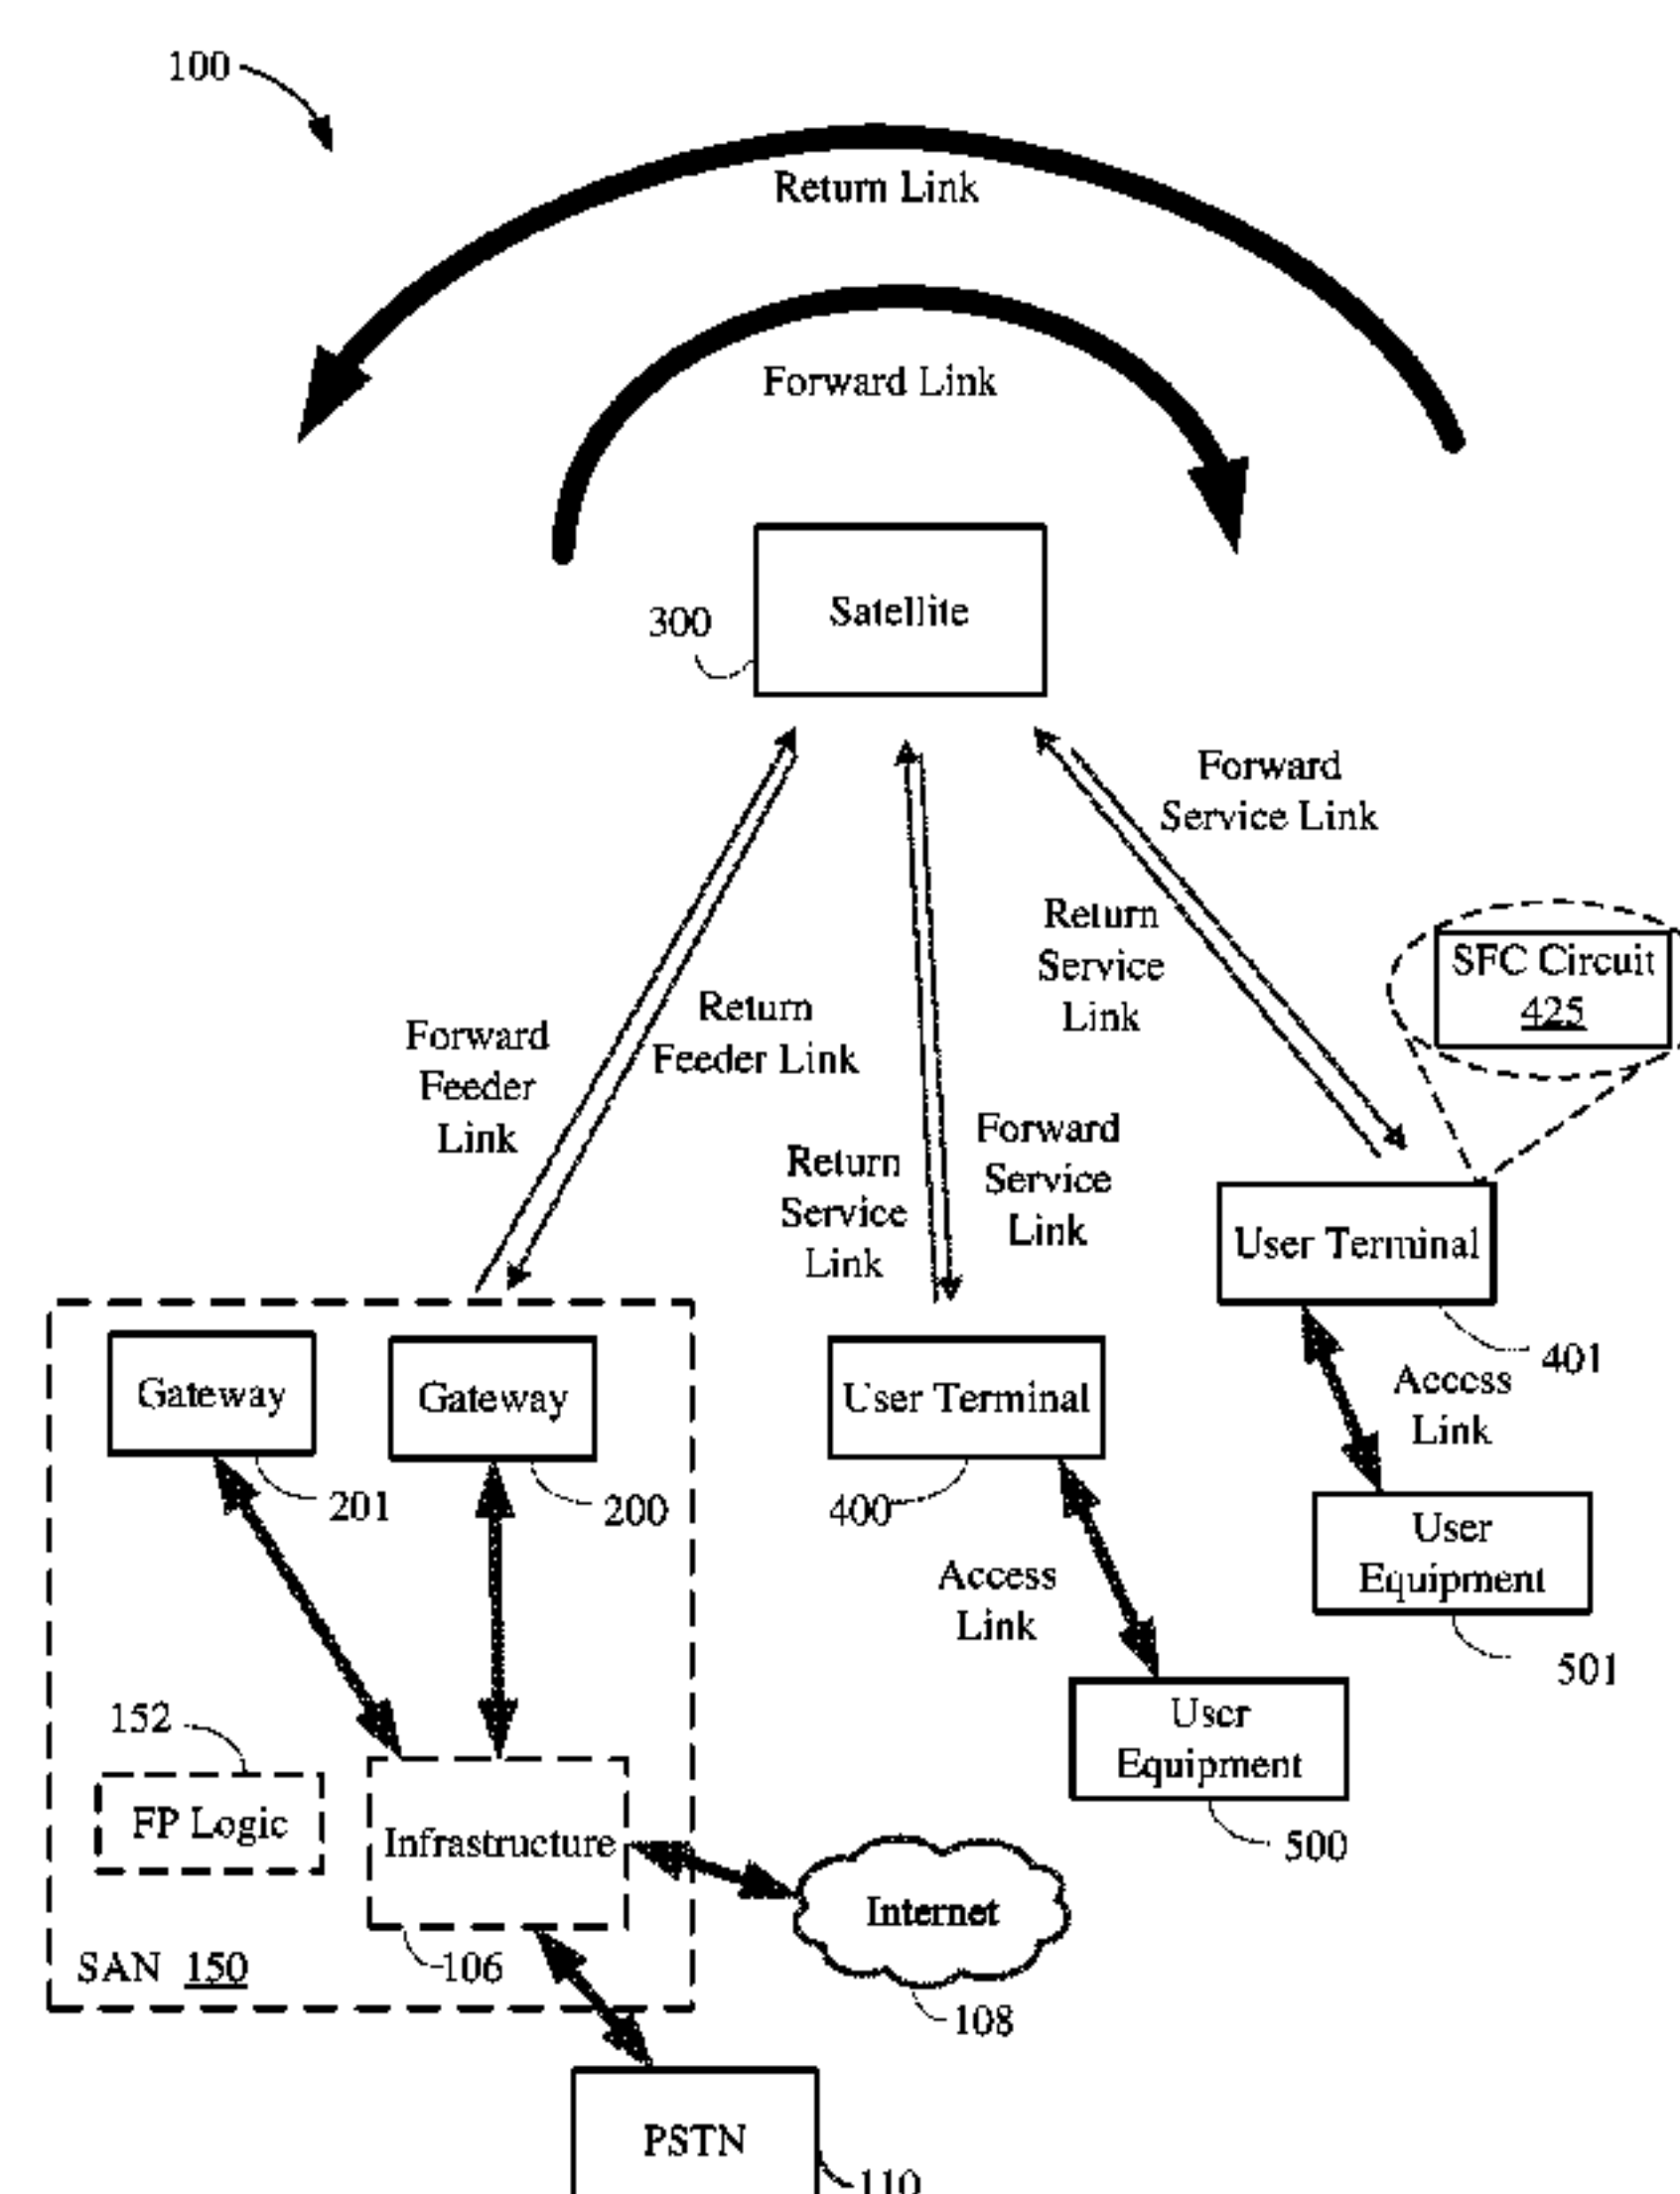 100
Return Link
Forward Link
300
Satellite
Forward
Service Link
Return
Service
Link
SFC Circuit
425
Return
Feeder Link
Forward
Feeder
Link
Forward
Service
Link
Return
Service
Link
User Terminal
401
Gateway
Gateway
User Terminal
Access
Link
201
200
400
User
Equipment
501
Access
Link
152
FP Logic
Infrastructure
User
Equipment
500
Internet
SAN 150
106
108
PSTN
110